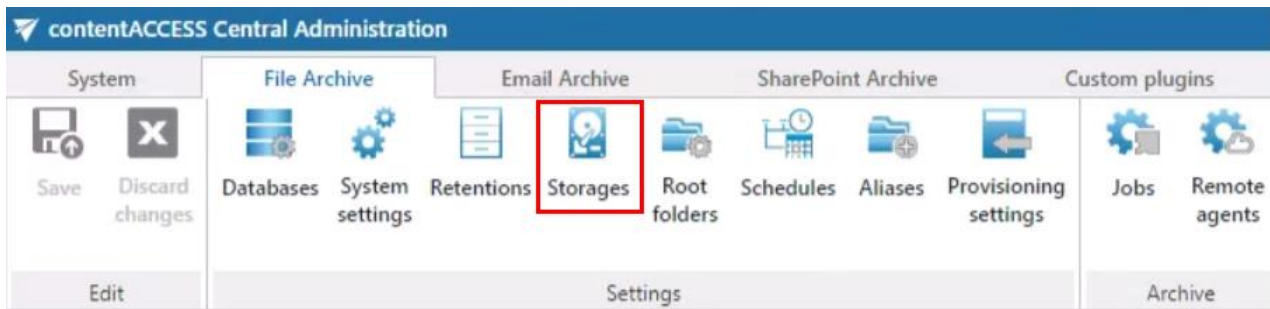 contentACCESS Central Administration
System File Archive Email Archive SharePoint Archive Custom plugins
Save Discard changes Databases System settings Retentions Storages Root folders Schedules Aliases Provisioning settings Jobs Remote agents
Edit Settings Archive